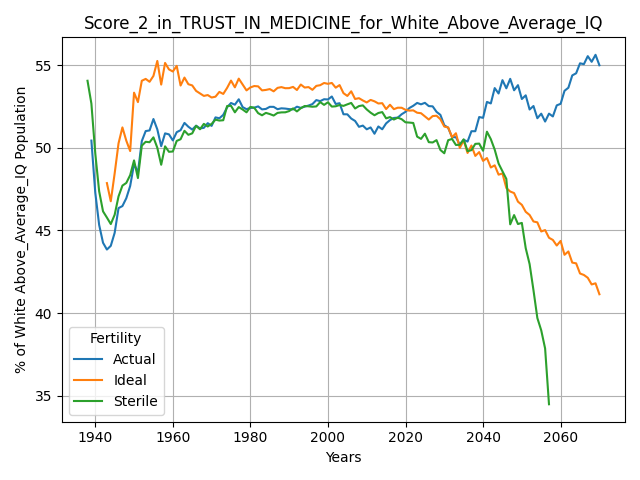 Score_2_in_TRUST_IN_MEDICINE_for_White_Above_Average_IQ
% of White Above_Average_IQ Population
55
50
45
40
35
Fertility
Actual
Ideal
Sterile
1940 1960 1980 2000 2020 2040 2060
Years